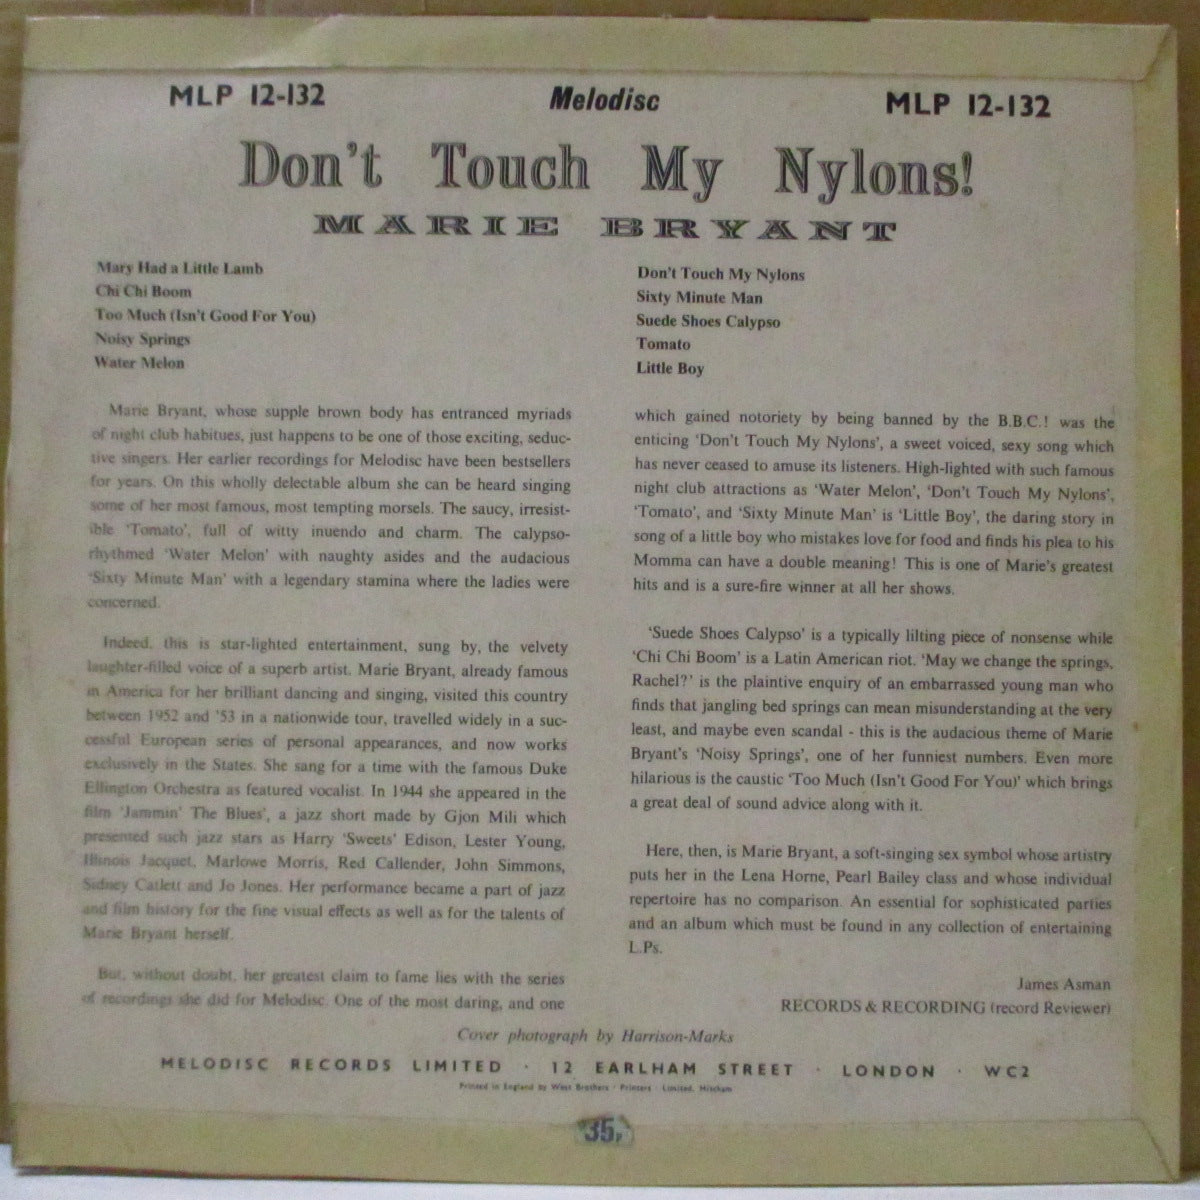 MLP 12-132 Melodisc MLP 12-132
Don't Touch My Nylons!
MARIE BRYANT
Mary Had a Little Lamb
Chi Chi Boom
Too Much (Isn't Good For You)
Noisy Springs
Water Melon
Don't Touch My Nylons
Sixty Minute Man
Suede Shoes Calypso
Tomato
Little Boy
Marie Bryant, whose supple brown body has entranced myriads
of night club habitues, just happens to be one of those exciting, seduc-
tive singers. Her earlier recordings for Melodisc have been bestsellers
for years. On this wholly delectable album she can be heard singing
some of her most famous, most tempting morsels. The saucy, irresist-
ible 'Tomato', full of witty inuendo and charm. The calypso-
rhythmed 'Water Melon' with naughty asides and the audacious
'Sixty Minute Man' with a legendary stamina where the ladies were
concerned.
Indeed, this is star-lighted entertainment, sung by, the velvety
laughter-filled voice of a superb artist. Marie Bryant, already famous
in America for her brilliant dancing and singing, visited this country
between 1952 and '53 in a nationwide tour, travelled widely in a suc-
cessful European series of personal appearances, and now works
exclusively in the States. She sang for a time with the famous Duke
Ellington Orchestra as featured vocalist. In 1944 she appeared in the
film 'Jammin' The Blues', a jazz short made by Gjon Mili which
presented such jazz stars as Harry 'Sweets' Edison, Lester Young,
Illinois Jacquet, Marlowe Morris, Red Callender, John Simmons,
Sidney Catlett and Jo Jones. Her performance became a part of jazz
and film history for the fine visual effects as well as for the talents of
Marie Bryant herself.
But, without doubt, her greatest claim to fame lies with the series
of recordings she did for Melodisc. One of the most daring, and one
which gained notoriety by being banned by the B.B.C.! was the
enticing 'Don't Touch My Nylons', a sweet voiced, sexy song which
has never ceased to amuse its listeners. High-lighted with such famous
night club attractions as 'Water Melon', 'Don't Touch My Nylons',
'Tomato', and 'Sixty Minute Man' is 'Little Boy', the daring story in
song of a little boy who mistakes love for food and finds his plea to his
Momma can have a double meaning! This is one of Marie's greatest
hits and is a sure-fire winner at all her shows.
'Suede Shoes Calypso' is a typically lilting piece of nonsense while
'Chi Chi Boom' is a Latin American riot. 'May we change the springs,
Rachel?' is the plaintive enquiry of an embarrassed young man who
finds that jangling bed springs can mean misunderstanding at the very
least, and maybe even scandal - this is the audacious theme of Marie
Bryant's 'Noisy Springs', one of her funniest numbers. Even more
hilarious is the caustic 'Too Much (Isn't Good For You)' which brings
a great deal of sound advice along with it.
Here, then, is Marie Bryant, a soft-singing sex symbol whose artistry
puts her in the Lena Horne, Pearl Bailey class and whose individual
repertoire has no comparison. An essential for sophisticated parties
and an album which must be found in any collection of entertaining
L.Ps.
James Asman
RECORDS & RECORDING (record Reviewer)
Cover photograph by Harrison-Marks
MELODISC RECORDS LIMITED · 12 EARLHAM STREET · LONDON · WC2
Printed in England by West Brothers · Printers · Limited, Mitcham
35,